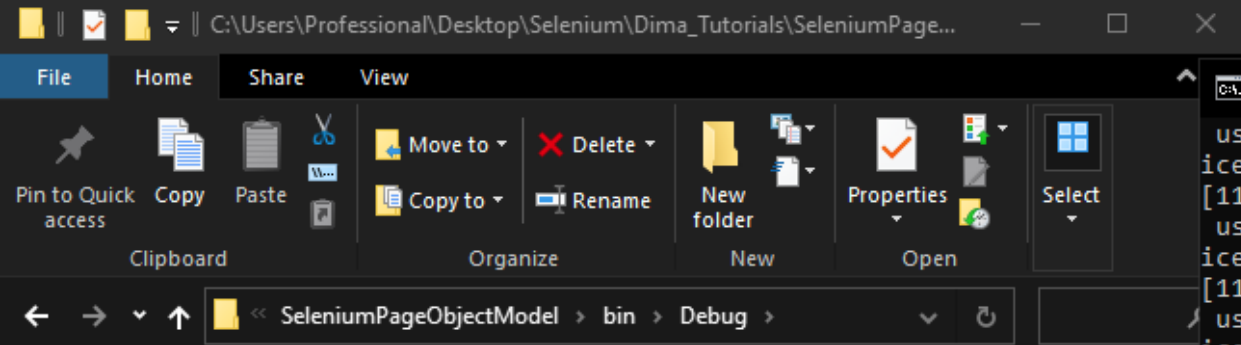 C:\Users\Professional\Desktop\Selenium\Dima_Tutorials\SeleniumPage...
File Home Share View
Pin to Quick access
Copy
Paste
Clipboard
Move to
Copy to
Delete
Rename
Organize
New folder
New
Properties
Open
Select
« SeleniumPageObjectModel > bin > Debug >
C:\.
us
ice
[11
us
ice
[11
us